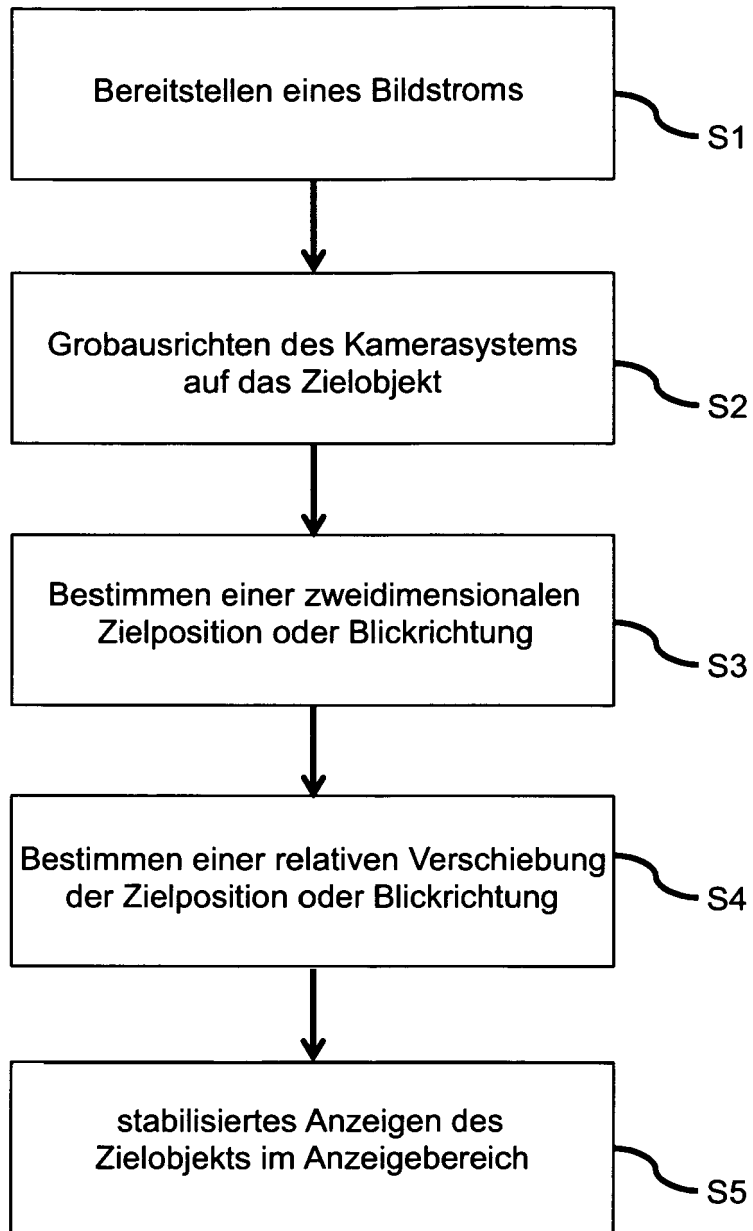 Bereitstellen eines Bildstroms
S1
Grobausrichten des Kamerasystems
auf das Zielobjekt
S2
Bestimmen einer zweidimensionalen
Zielposition oder Blickrichtung
S3
Bestimmen einer relativen Verschiebung
der Zielposition oder Blickrichtung
S4
stabilisiertes Anzeigen des
Zielobjekts im Anzeigebereich
S5